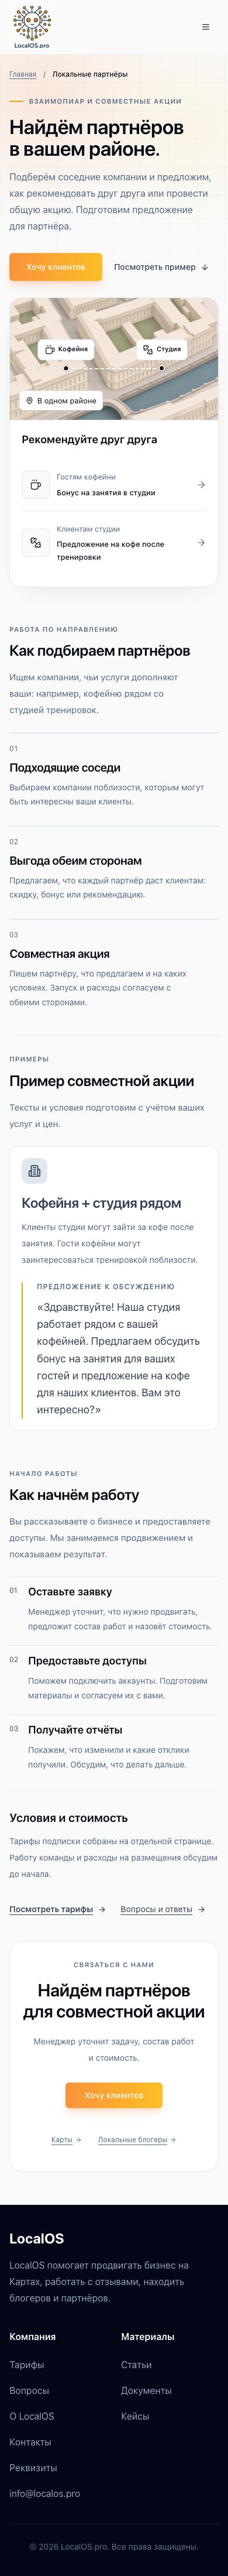 LocalOS.pro
Главная / Локальные партнёры
ВЗАИМОПИАР И СОВМЕСТНЫЕ АКЦИИ
Найдём партнёров
в вашем районе.
Подберём соседние компании и предложим,
как рекомендовать друг друга или провести
общую акцию. Подготовим предложение
для партнёра.
Хочу клиентов
Посмотреть пример ↓
Кофейня
Студия
В одном районе
Рекомендуйте друг друга
Гостям кофейни
Бонус на занятия в студии
Клиентам студии
Предложение на кофе после
тренировки
РАБОТА ПО НАПРАВЛЕНИЮ
Как подбираем партнёров
Ищем компании, чьи услуги дополняют
ваши: например, кофейню рядом со
студией тренировок.
01
Подходящие соседи
Выбираем компании поблизости, которым могут
быть интересны ваши клиенты.
02
Выгода обеим сторонам
Предлагаем, что каждый партнёр даст клиентам:
скидку, бонус или рекомендацию.
03
Совместная акция
Пишем партнёру, что предлагаем и на каких
условиях. Запуск и расходы согласуем с
обеими сторонами.
ПРИМЕРЫ
Пример совместной акции
Тексты и условия подготовим с учётом ваших
услуг и цен.
Кофейня + студия рядом
Клиенты студии могут зайти за кофе после
занятия. Гости кофейни могут
заинтересоваться тренировкой поблизости.
ПРЕДЛОЖЕНИЕ К ОБСУЖДЕНИЮ
«Здравствуйте! Наша студия
работает рядом с вашей
кофейней. Предлагаем обсудить
бонус на занятия для ваших
гостей и предложение на кофе
для наших клиентов. Вам это
интересно?»
НАЧАЛО РАБОТЫ
Как начнём работу
Вы рассказываете о бизнесе и предоставляете
доступы. Мы занимаемся продвижением и
показываем результат.
01 Оставьте заявку
Менеджер уточнит, что нужно продвигать,
предложит состав работ и назовёт стоимость.
02 Предоставьте доступы
Поможем подключить аккаунты. Подготовим
материалы и согласуем их с вами.
03 Получайте отчёты
Покажем, что изменили и какие отклики
получили. Обсудим, что делать дальше.
Условия и стоимость
Тарифы подписки собраны на отдельной странице.
Работу команды и расходы на размещения обсудим
до начала.
Посмотреть тарифы → Вопросы и ответы →
СВЯЗАТЬСЯ С НАМИ
Найдём партнёров
для совместной акции
Менеджер уточнит задачу, состав работ
и стоимость.
Хочу клиентов
Карты → Локальные блогеры →
LocalOS
LocalOS помогает продвигать бизнес на
Картах, работать с отзывами, находить
блогеров и партнёров.
Компания
Тарифы
Вопросы
О LocalOS
Контакты
Реквизиты
info@localos.pro
Материалы
Статьи
Документы
Кейсы
© 2026 LocalOS.pro. Все права защищены.